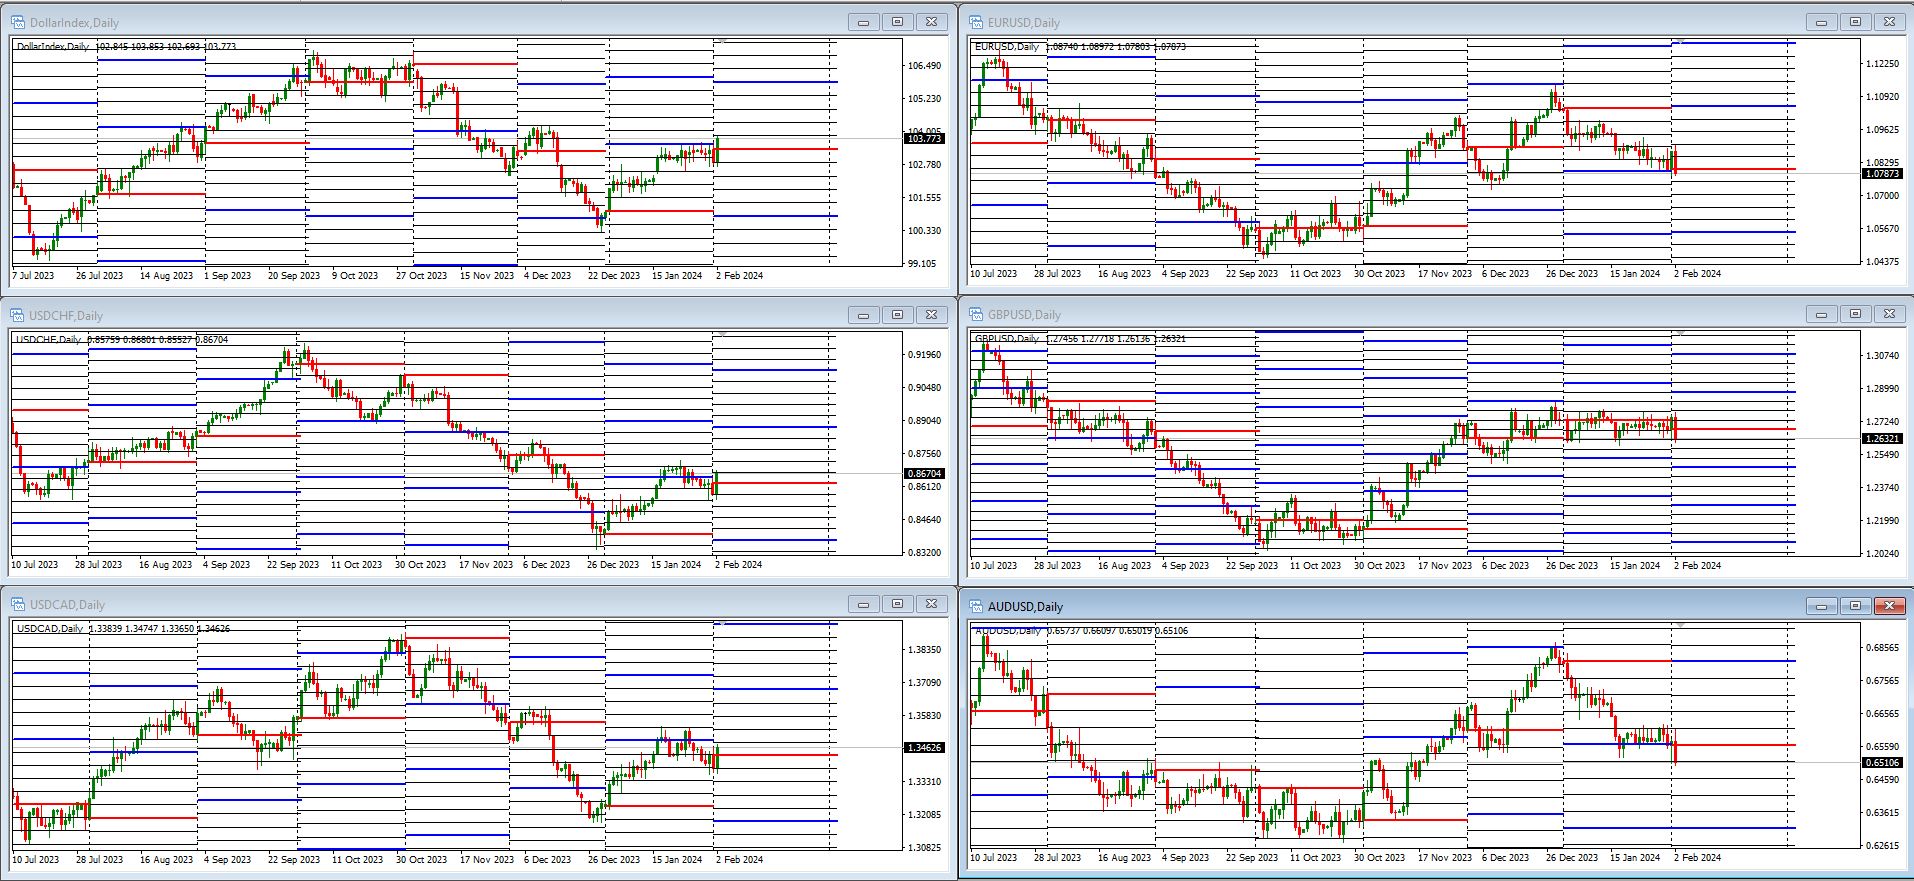 DollarIndex,Daily
DollarIndex,Daily 102.845 103.853 102.693 103.773
106.490
105.230
104.005
103.773
102.780
101.555
100.330
99.105
7 Jul 2023 26 Jul 2023 14 Aug 2023 1 Sep 2023 20 Sep 2023 9 Oct 2023 27 Oct 2023 15 Nov 2023 4 Dec 2023 22 Dec 2023 15 Jan 2024 2 Feb 2024
EURUSD,Daily
EURUSD,Daily 1.08740 1.08972 1.07803 1.07873
1.12250
1.10920
1.09625
1.08295
1.07873
1.07000
1.05670
1.04375
10 Jul 2023 28 Jul 2023 16 Aug 2023 4 Sep 2023 22 Sep 2023 11 Oct 2023 30 Oct 2023 17 Nov 2023 6 Dec 2023 26 Dec 2023 15 Jan 2024 2 Feb 2024
USDCHF,Daily
USDCHF,Daily 0.85759 0.86801 0.85527 0.86704
0.91960
0.90480
0.89040
0.87560
0.86704
0.86120
0.84640
0.83200
10 Jul 2023 28 Jul 2023 16 Aug 2023 4 Sep 2023 22 Sep 2023 11 Oct 2023 30 Oct 2023 17 Nov 2023 6 Dec 2023 26 Dec 2023 15 Jan 2024 2 Feb 2024
GBPUSD,Daily
GBPUSD,Daily 1.27456 1.27718 1.26136 1.26321
1.30740
1.28990
1.27240
1.26321
1.25490
1.23740
1.21990
1.20240
10 Jul 2023 28 Jul 2023 16 Aug 2023 4 Sep 2023 22 Sep 2023 11 Oct 2023 30 Oct 2023 17 Nov 2023 6 Dec 2023 26 Dec 2023 15 Jan 2024 2 Feb 2024
USDCAD,Daily
USDCAD,Daily 1.33839 1.34747 1.33650 1.34626
1.38350
1.37090
1.35830
1.34626
1.33310
1.32085
1.30825
10 Jul 2023 28 Jul 2023 16 Aug 2023 4 Sep 2023 22 Sep 2023 11 Oct 2023 30 Oct 2023 17 Nov 2023 6 Dec 2023 26 Dec 2023 15 Jan 2024 2 Feb 2024
AUDUSD,Daily
AUDUSD,Daily 0.65737 0.66097 0.65019 0.65106
0.68565
0.67565
0.66565
0.65590
0.65106
0.64590
0.63615
0.62615
10 Jul 2023 28 Jul 2023 16 Aug 2023 4 Sep 2023 22 Sep 2023 11 Oct 2023 30 Oct 2023 17 Nov 2023 6 Dec 2023 26 Dec 2023 15 Jan 2024 2 Feb 2024